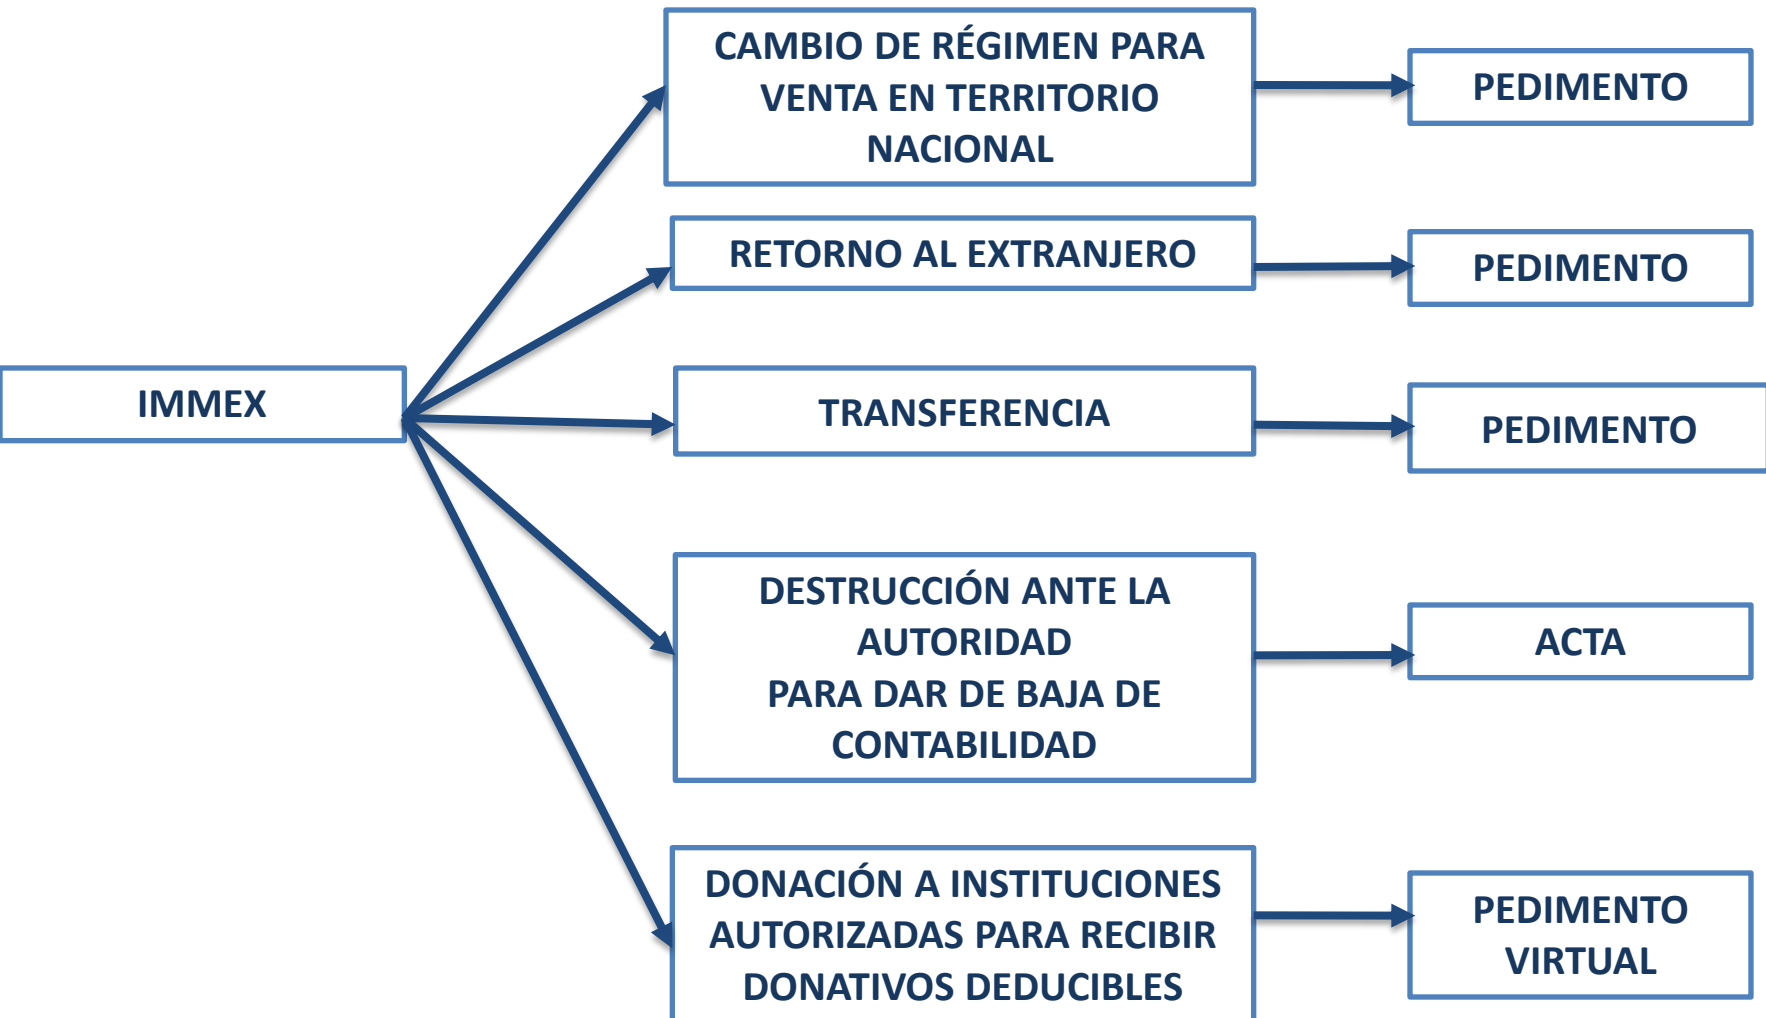 CAMBIO DE RÉGIMEN PARA
VENTA EN TERRITORIO
NACIONAL
PEDIMENTO
RETORNO AL EXTRANJERO
PEDIMENTO
IMMEX
TRANSFERENCIA
PEDIMENTO
DESTRUCCIÓN ANTE LA
AUTORIDAD
PARA DAR DE BAJA DE
CONTABILIDAD
ACTA
DONACIÓN A INSTITUCIONES
AUTORIZADAS PARA RECIBIR
DONATIVOS DEDUCIBLES
PEDIMENTO
VIRTUAL